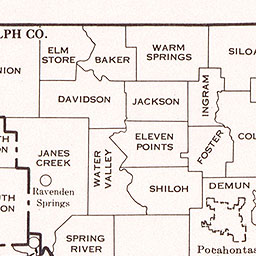 LPH CO.
ELM
STORE
BAKER
WARM
SPRINGS
SILOA
NION
DAVIDSON
JACKSON
INGRAM
ELEVEN
POINTS
FOSTER
COL
JANES
CREEK
WATER
VALLEY
Ravenden
Springs
SHILOH
DEMUN
SPRING
RIVER
Pocahontas